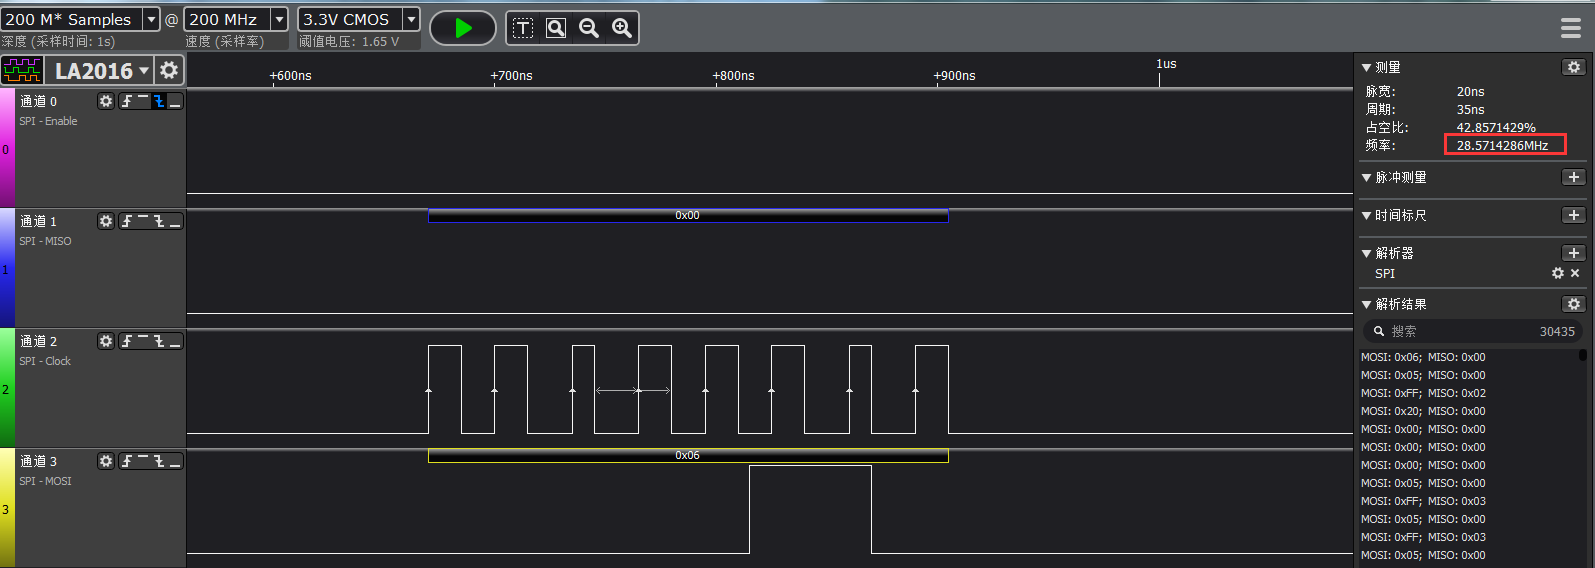 200 M* Samples @ 200 MHz 3.3V CMOS
深度 (采样时间: 1s) 速度 (采样率) 阈值电压: 1.65 V
T
LA2016
+600ns +700ns +800ns +900ns 1us
通道 0
SPI - Enable
0
通道 1
SPI - MISO
1
0x00
通道 2
SPI - Clock
2
通道 3
SPI - MOSI
3
0x06
测量
脉宽: 20ns
周期: 35ns
占空比: 42.8571429%
频率: 28.5714286MHz
脉冲测量
时间标尺
解析器
SPI
解析结果
搜索 30435
MOSI: 0x06; MISO: 0x00
MOSI: 0x05; MISO: 0x00
MOSI: 0xFF; MISO: 0x02
MOSI: 0x20; MISO: 0x00
MOSI: 0x00; MISO: 0x00
MOSI: 0x00; MISO: 0x00
MOSI: 0x00; MISO: 0x00
MOSI: 0x05; MISO: 0x00
MOSI: 0xFF; MISO: 0x03
MOSI: 0x05; MISO: 0x00
MOSI: 0xFF; MISO: 0x03
MOSI: 0x05; MISO: 0x00